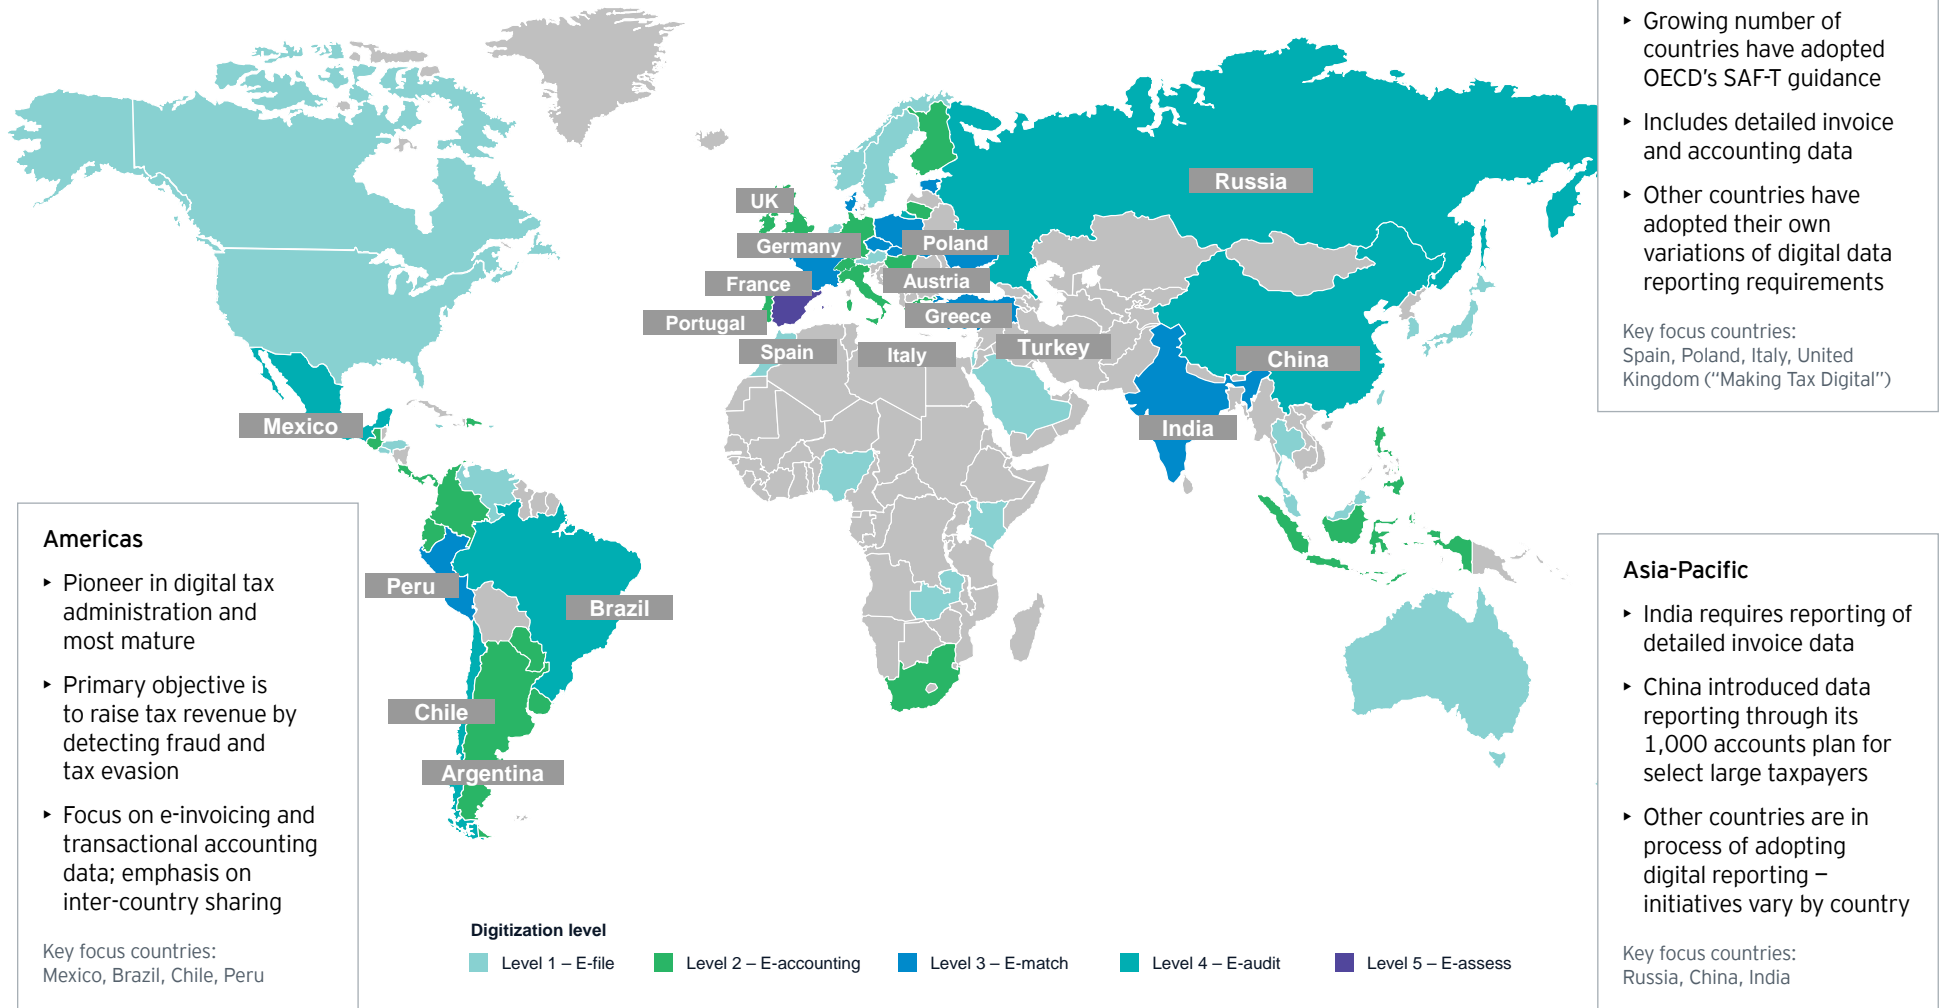 ▸ Growing number of
countries have adopted
OECD's SAF-T guidance
▸ Includes detailed invoice
and accounting data
▸ Other countries have
adopted their own
variations of digital data
reporting requirements
Key focus countries:
Spain, Poland, Italy, United
Kingdom (“Making Tax Digital”)
Russia
UK
Germany
Poland
France
Austria
Portugal
Greece
Spain
Italy
Turkey
China
Mexico
India
Peru
Brazil
Chile
Argentina
Americas
▸ Pioneer in digital tax
administration and
most mature
▸ Primary objective is
to raise tax revenue by
detecting fraud and
tax evasion
▸ Focus on e-invoicing and
transactional accounting
data; emphasis on
inter-country sharing
Key focus countries:
Mexico, Brazil, Chile, Peru
Asia-Pacific
▸ India requires reporting of
detailed invoice data
▸ China introduced data
reporting through its
1,000 accounts plan for
select large taxpayers
▸ Other countries are in
process of adopting
digital reporting –
initiatives vary by country
Key focus countries:
Russia, China, India
Digitization level
Level 1 – E-file
Level 2 – E-accounting
Level 3 – E-match
Level 4 – E-audit
Level 5 – E-assess